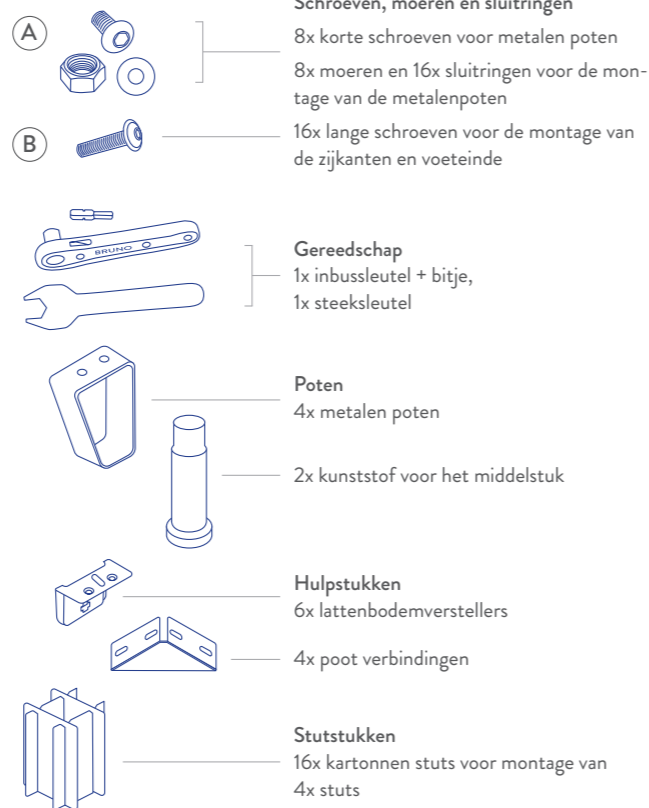 Schroeven, moeren en sluitringen
A
8x korte schroeven voor metalen poten
8x moeren en 16x sluitringen voor de mon-
tage van de metalenpoten
B
16x lange schroeven voor de montage van
de zijkanten en voeteinde
BRUNO
Gereedschap
1x inbussleutel + bitje,
1x steeksleutel
Poten
4x metalen poten
2x kunststof voor het middelstuk
Hulpstukken
6x lattenbodemverstellers
4x poot verbindingen
Stutstukken
16x kartonnen stuts voor montage van
4x stuts